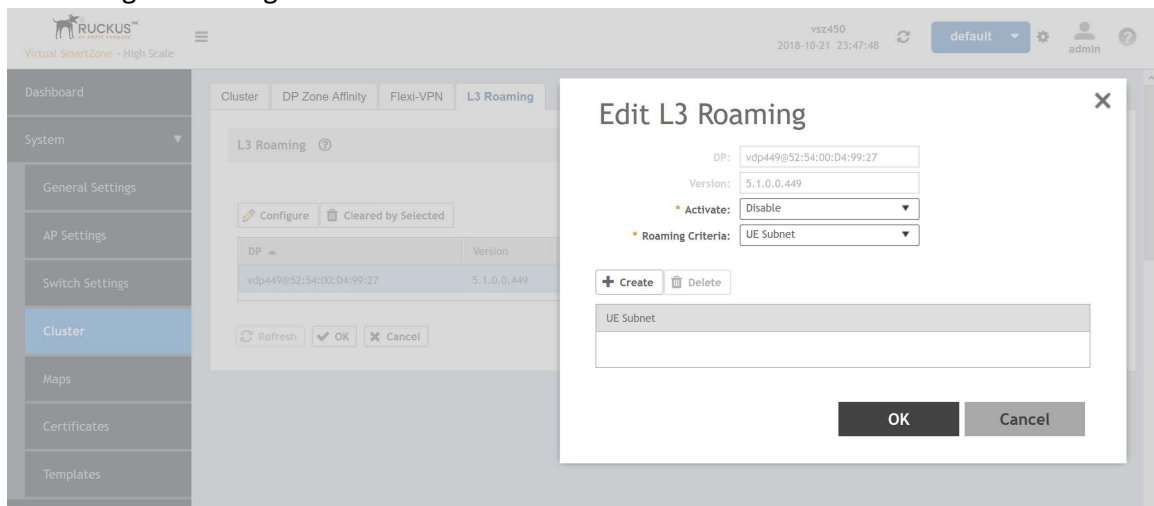 RUCKUS™
Virtual SmartZone - High Scale
vsz450
2018-10-21 23:47:48
default
admin
Dashboard
System
General Settings
AP Settings
Switch Settings
Cluster
Maps
Certificates
Templates
Cluster DP Zone Affinity Flexi-VPN L3 Roaming
L3 Roaming
Configure Cleared by Selected
DP Version
vdp449@52:54:00:D4:99:27 5.1.0.0.449
Refresh OK Cancel
Edit L3 Roaming
DP: vdp449@52:54:00:D4:99:27
Version: 5.1.0.0.449
* Activate: Disable
* Roaming Criteria: UE Subnet
Create Delete
UE Subnet
OK Cancel